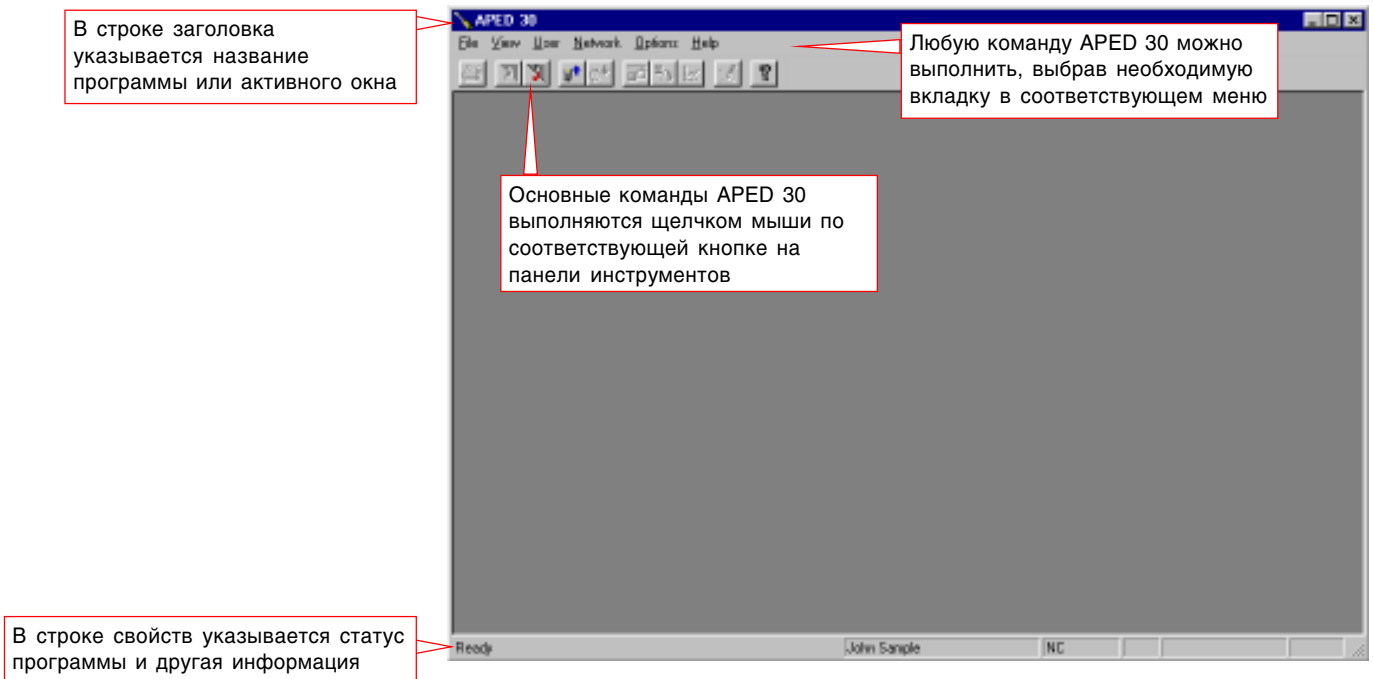 В строке заголовка
указывается название
программы или активного окна
APED 30
File View User Network Options Help
Любую команду APED 30 можно
выполнить, выбрав необходимую
вкладку в соответствующем меню
Основные команды APED 30
выполняются щелчком мыши по
соответствующей кнопке на
панели инструментов
В строке свойств указывается статус
программы и другая информация
Ready John Sample NC